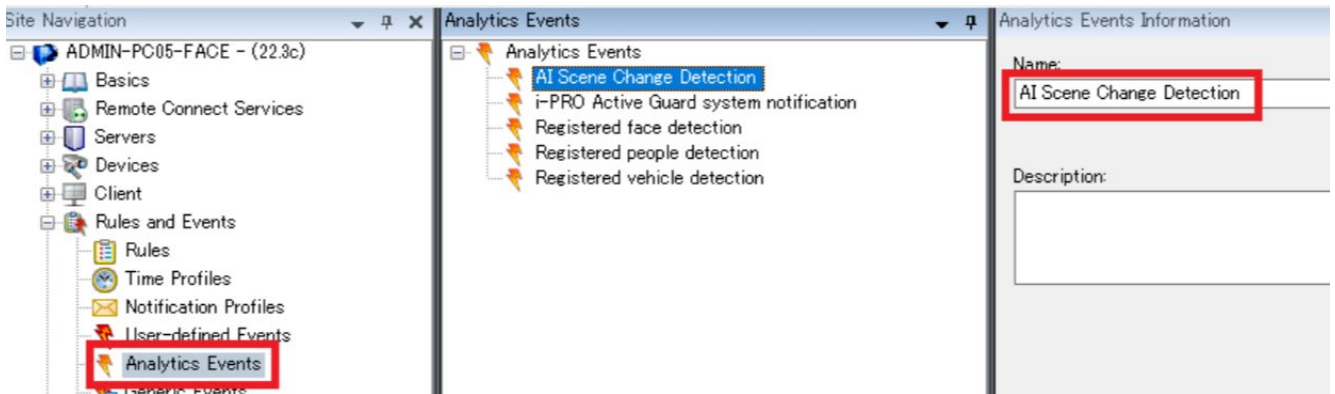 Site Navigation
ADMIN-PC05-FACE - (22.3c)
Basics
Remote Connect Services
Servers
Devices
Client
Rules and Events
Rules
Time Profiles
Notification Profiles
User-defined Events
Analytics Events
Generic Events
Analytics Events
Analytics Events
AI Scene Change Detection
i-PRO Active Guard system notification
Registered face detection
Registered people detection
Registered vehicle detection
Analytics Events Information
Name:
AI Scene Change Detection
Description: